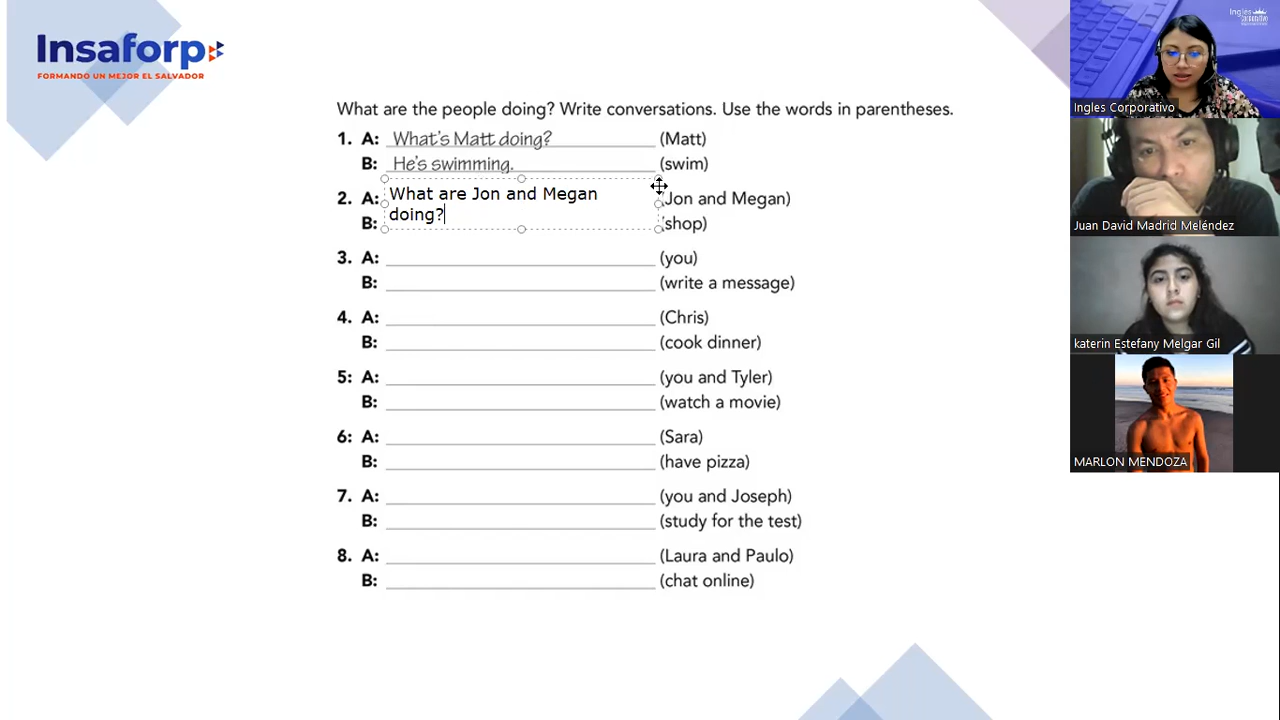 Insaforp
FORMANDO UN MEJOR EL SALVADOR
What are the people doing? Write conversations. Use the words in parentheses.
1. A: What's Matt doing? (Matt)
B: He's swimming. (swim)
2. A: What are Jon and Megan (Jon and Megan)
doing?
B: (shop)
3. A: (you)
B: (write a message)
4. A: (Chris)
B: (cook dinner)
5: A: (you and Tyler)
B: (watch a movie)
6: A: (Sara)
B: (have pizza)
7. A: (you and Joseph)
B: (study for the test)
8. A: (Laura and Paulo)
B: (chat online)
Ingles
Ingles Corporativo
Juan David Madrid Meléndez
katerin Estefany Melgar Gil
MARLON MENDOZA